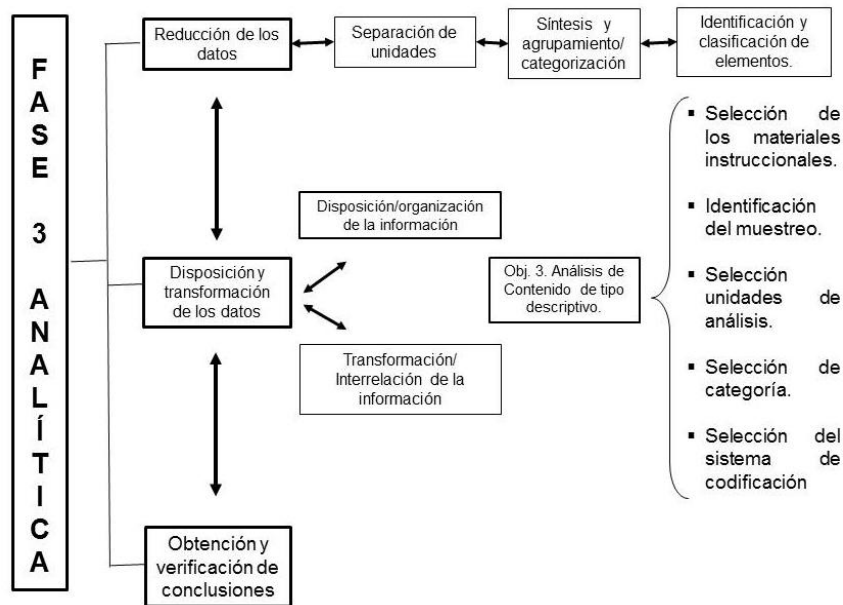 FASE 3 ANALÍTICA
Reducción de los
datos
Separación de
unidades
Síntesis y
agrupamiento/
categorización
Identificación y
clasificación de
elementos.
Disposición/organización
de la información
Disposición y
transformación
de los datos
Transformación/
Interrelación de la
información
Obj. 3. Análisis de
Contenido de tipo
descriptivo.
▪ Selección de
los materiales
instruccionales.
▪ Identificación
del muestreo.
▪ Selección
unidades de
análisis.
▪ Selección de
categoría.
▪ Selección del
sistema de
codificación
Obtención y
verificación de
conclusiones